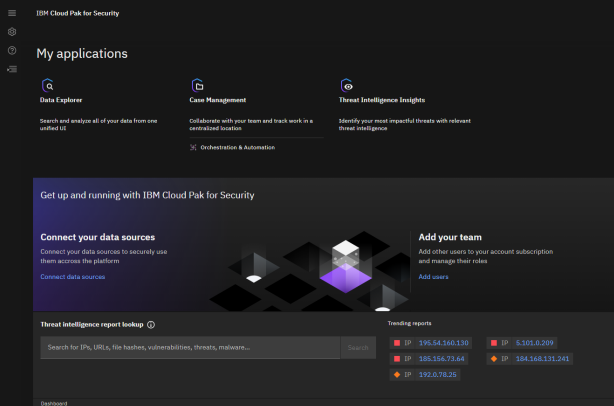 IBM Cloud Pak for Security
My applications
Data Explorer
Search and analyze all of your data from one
unified UI
Case Management
Collaborate with your team and track work in a
centralized location
Orchestration & Automation
Threat Intelligence Insights
Identify your most impactful threats with relevant
threat intelligence
Get up and running with IBM Cloud Pak for Security
Connect your data sources
Connect your data sources to securely use
them accross the platform
Connect data sources
Add your team
Add other users to your account subscription
and manage their roles
Add users
Threat intelligence report lookup
Search for IPs, URLs, file hashes, vulnerabilities, threats, malware...
Search
Trending reports
IP 195.54.160.130
IP 5.101.0.209
IP 185.156.73.64
IP 184.168.131.241
IP 192.0.78.25
Dashboard